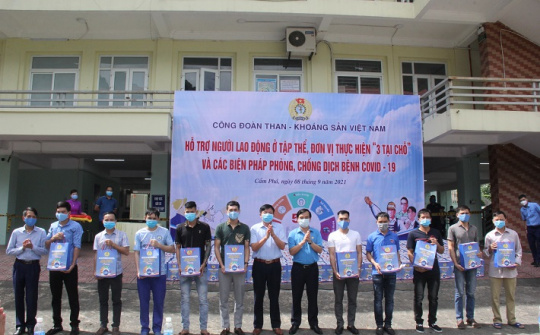 CÔNG ĐOÀN THAN - KHOÁNG SẢN VIỆT NAM
HỖ TRỢ NGƯỜI LAO ĐỘNG Ở TẬP THỂ, ĐƠN VỊ THỰC HIỆN "3 TẠI CHỖ"
VÀ CÁC BIỆN PHÁP PHÒNG, CHỐNG DỊCH BỆNH COVID - 19
Cẩm Phả, ngày 08 tháng 9 năm 2021